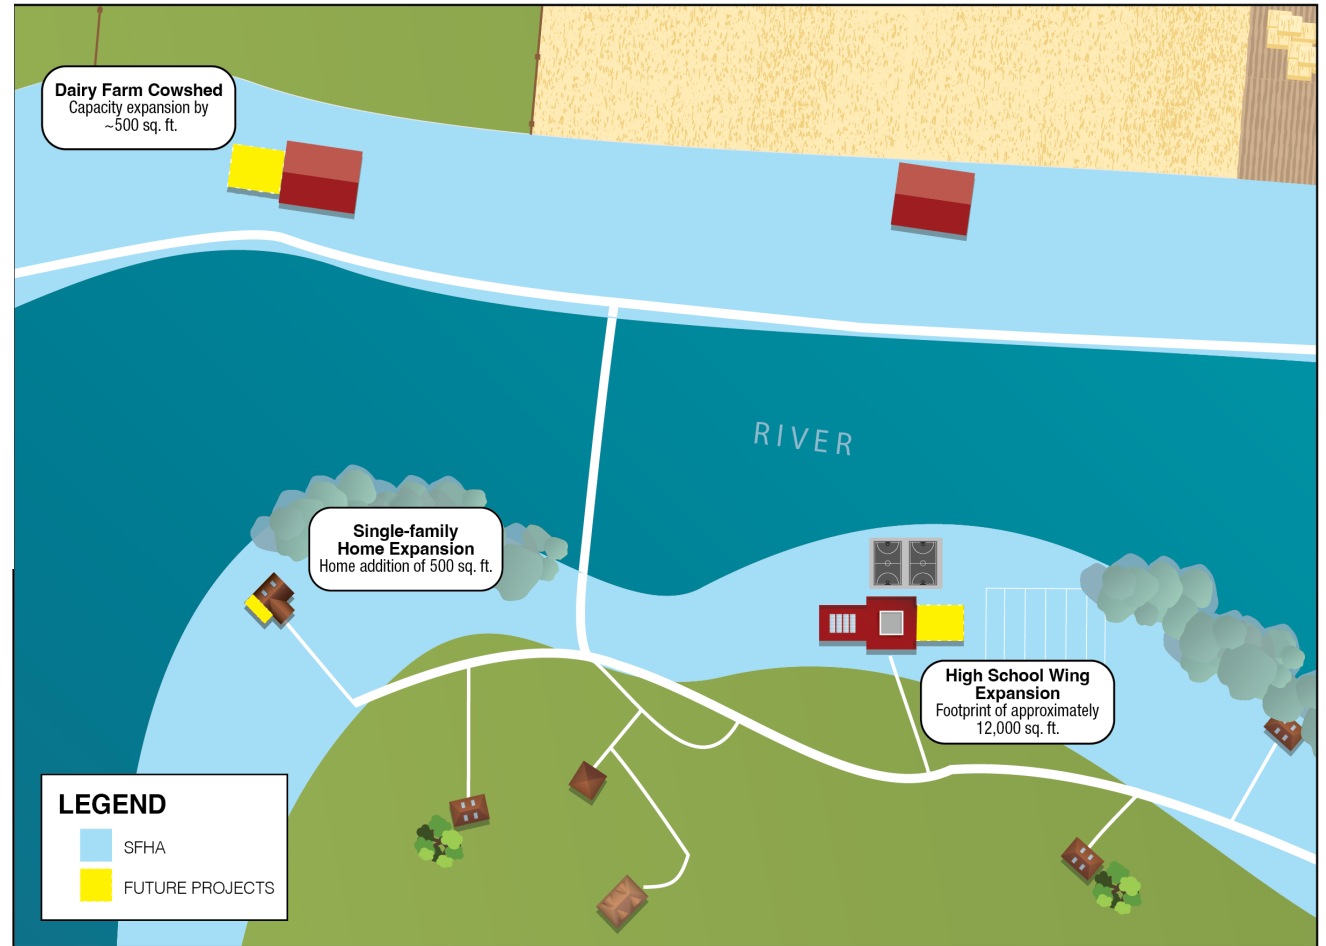 Dairy Farm Cowshed
Capacity expansion by
~500 sq. ft.
RIVER
Single-family
Home Expansion
Home addition of 500 sq. ft.
High School Wing
Expansion
Footprint of approximately
12,000 sq. ft.
LEGEND
SFHA
FUTURE PROJECTS